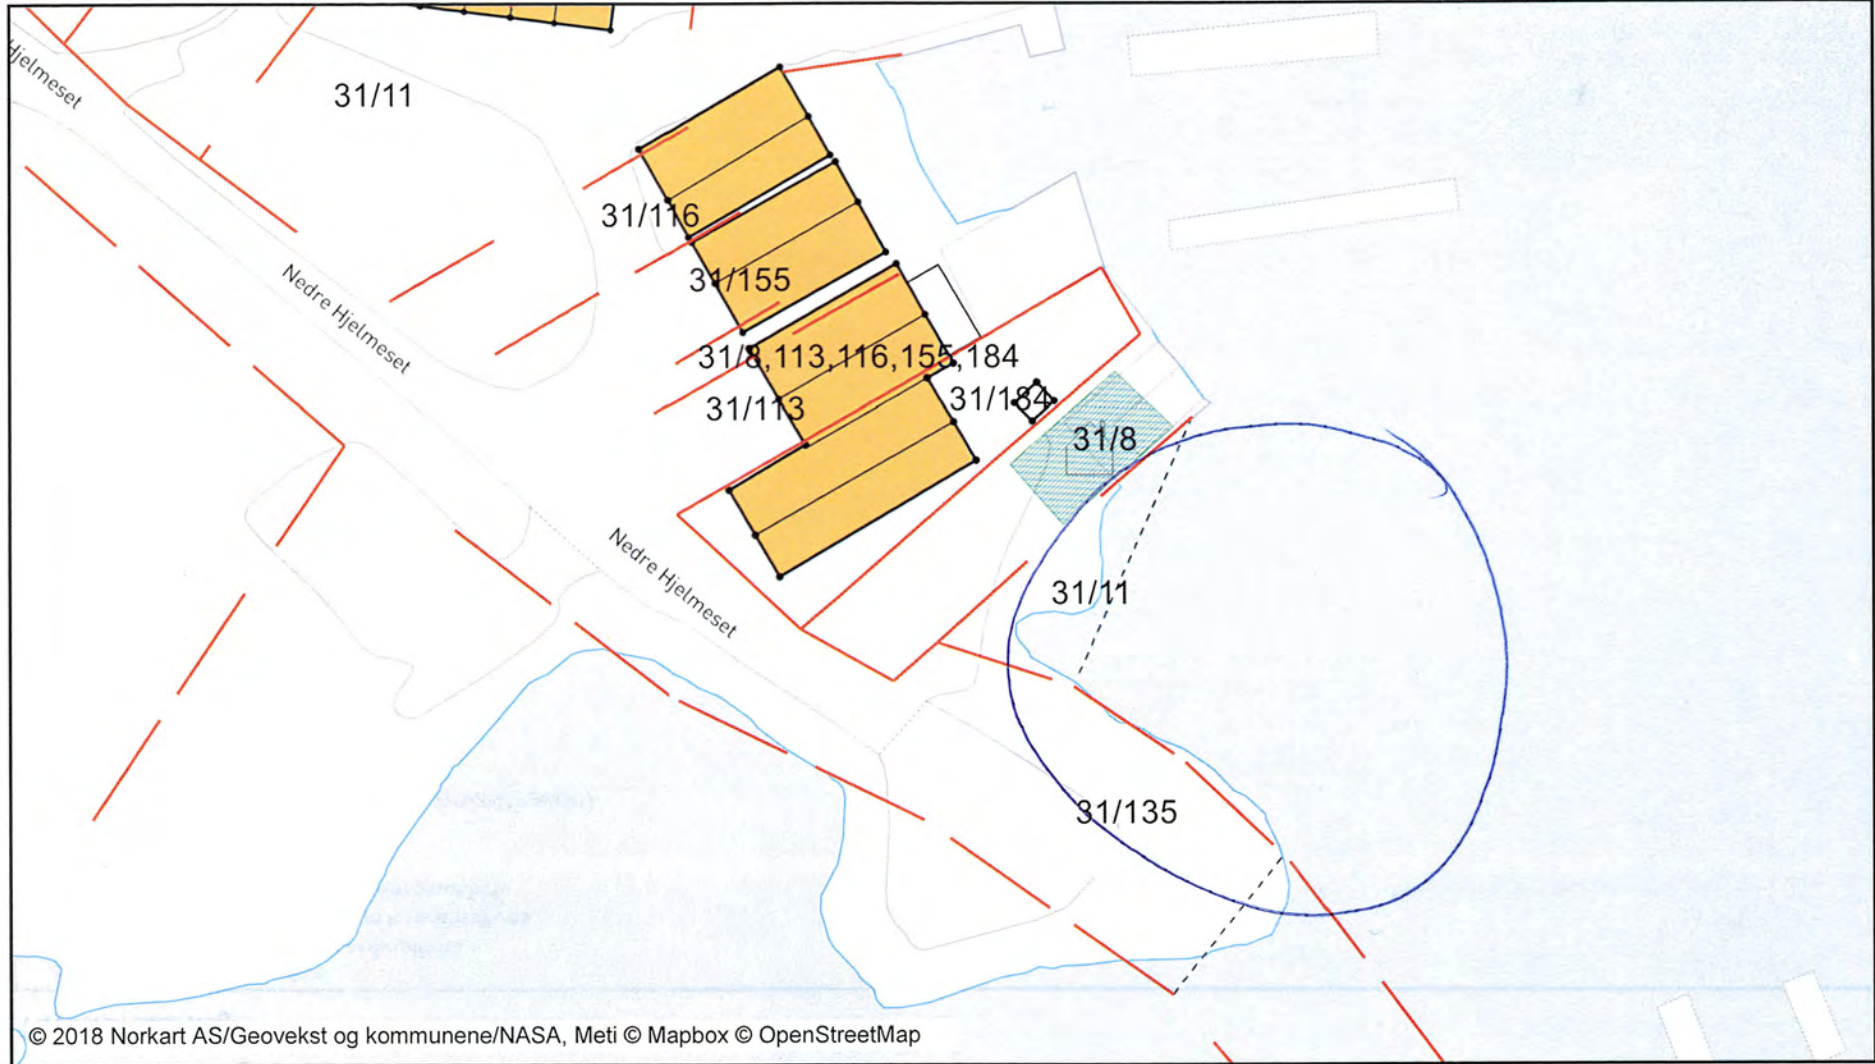 Hjelmeset
31/11
31/116
31/155
Nedre Hjelmeset
31/8,113,116,155,184
31/184
31/113
31/8
Nedre Hjelmeset
31/11
31/135
© 2018 Norkart AS/Geovekst og kommunene/NASA, Meti © Mapbox © OpenStreetMap